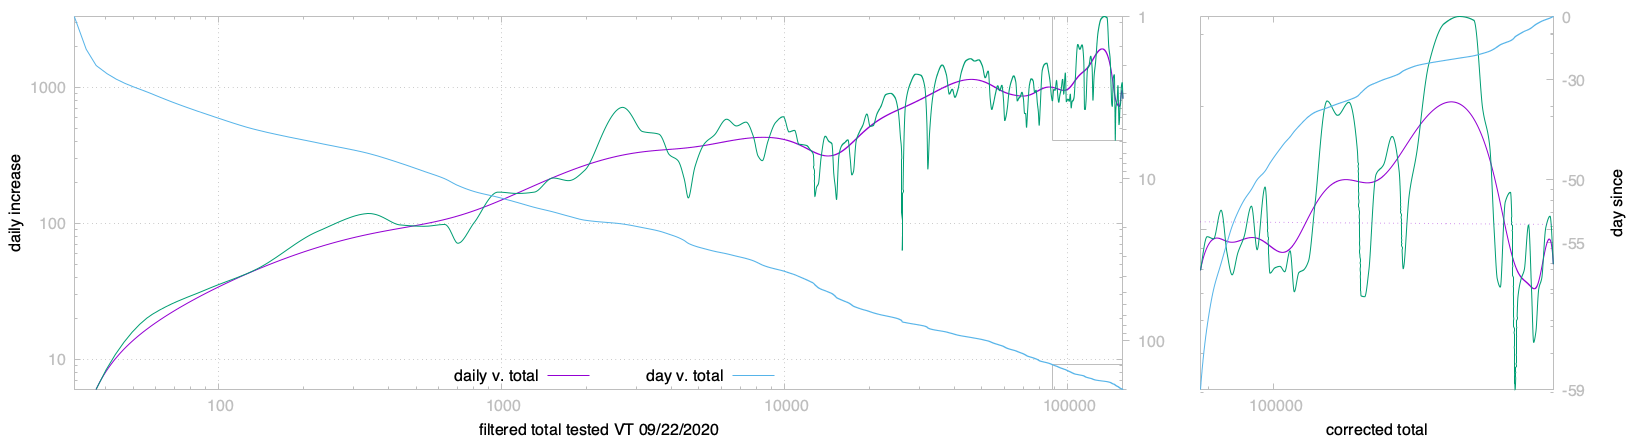 1000
100
10
daily increase
1
10
100
daily v. total
day v. total
100
1000
10000
100000
filtered total tested VT 09/22/2020
0
-30
-50
-55
-59
day since
100000
corrected total